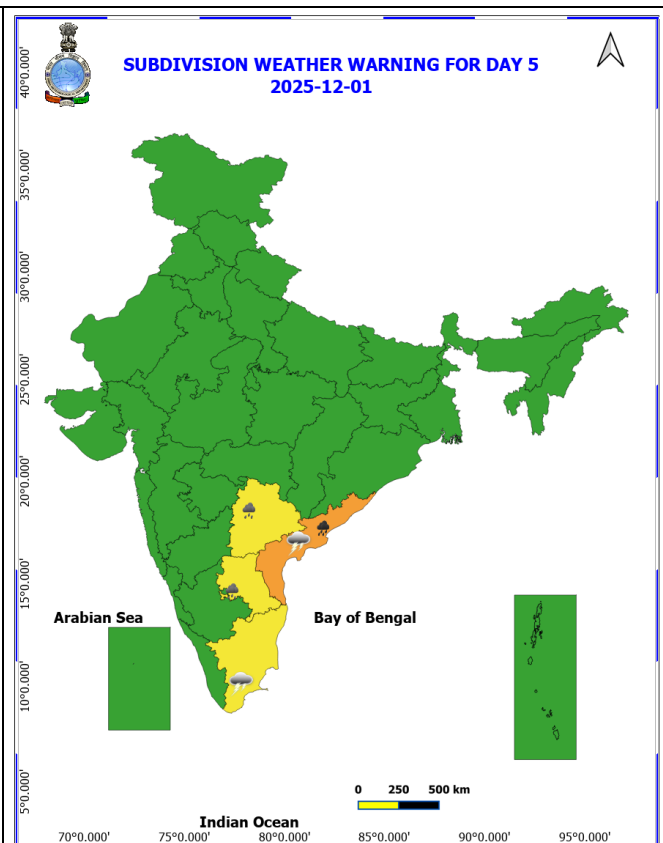 SUBDIVISION WEATHER WARNING FOR DAY 5
2025-12-01
40°0.000'
35°0.000'
30°0.000'
25°0.000'
20°0.000'
15°0.000'
10°0.000'
5°0.000'
Arabian Sea
Bay of Bengal
0 250 500 km
Indian Ocean
70°0.000' 75°0.000' 80°0.000' 85°0.000' 90°0.000' 95°0.000'